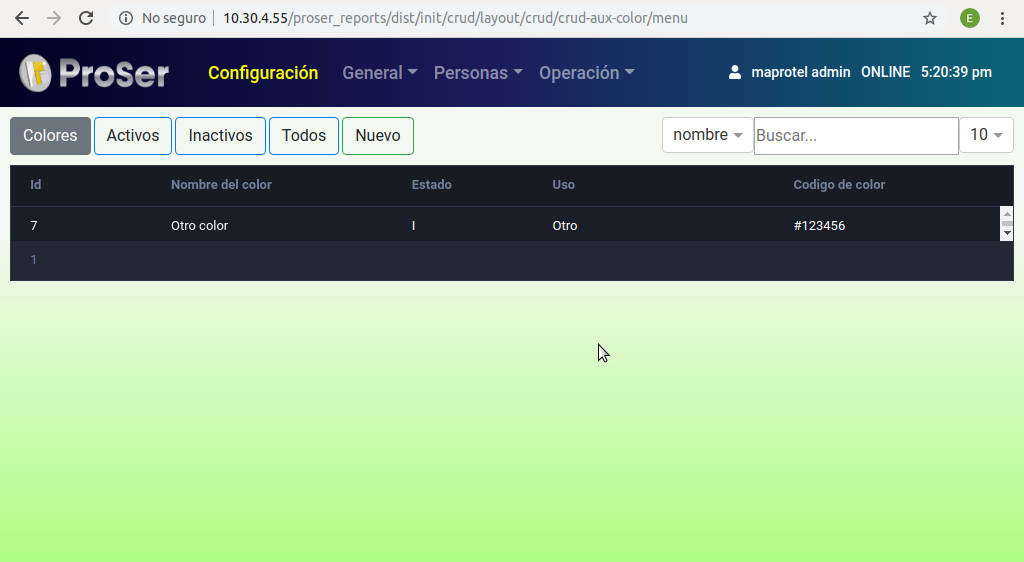 No seguro | 10.30.4.55/proser_reports/dist/init/crud/layout/crud/crud-aux-color/menu E
ProSer Configuración General Personas Operación maprotel admin ONLINE 5:20:39 pm
Colores Activos Inactivos Todos Nuevo nombre Buscar... 10
Id Nombre del color Estado Uso Codigo de color
7 Otro color I Otro #123456
1